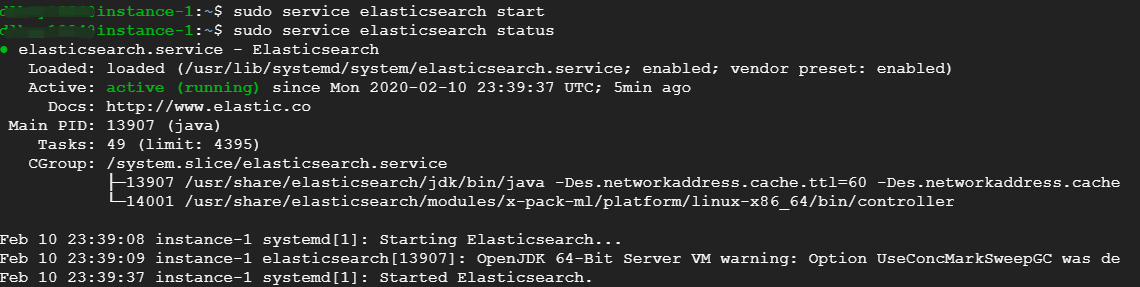 instance-1:~$ sudo service elasticsearch start
instance-1:~$ sudo service elasticsearch status
● elasticsearch.service - Elasticsearch
Loaded: loaded (/usr/lib/systemd/system/elasticsearch.service; enabled; vendor preset: enabled)
Active: active (running) since Mon 2020-02-10 23:39:37 UTC; 5min ago
Docs: http://www.elastic.co
Main PID: 13907 (java)
Tasks: 49 (limit: 4395)
CGroup: /system.slice/elasticsearch.service
├─13907 /usr/share/elasticsearch/jdk/bin/java -Des.networkaddress.cache.ttl=60 -Des.networkaddress.cache
└─14001 /usr/share/elasticsearch/modules/x-pack-ml/platform/linux-x86_64/bin/controller
Feb 10 23:39:08 instance-1 systemd[1]: Starting Elasticsearch...
Feb 10 23:39:09 instance-1 elasticsearch[13907]: OpenJDK 64-Bit Server VM warning: Option UseConcMarkSweepGC was de
Feb 10 23:39:37 instance-1 systemd[1]: Started Elasticsearch.